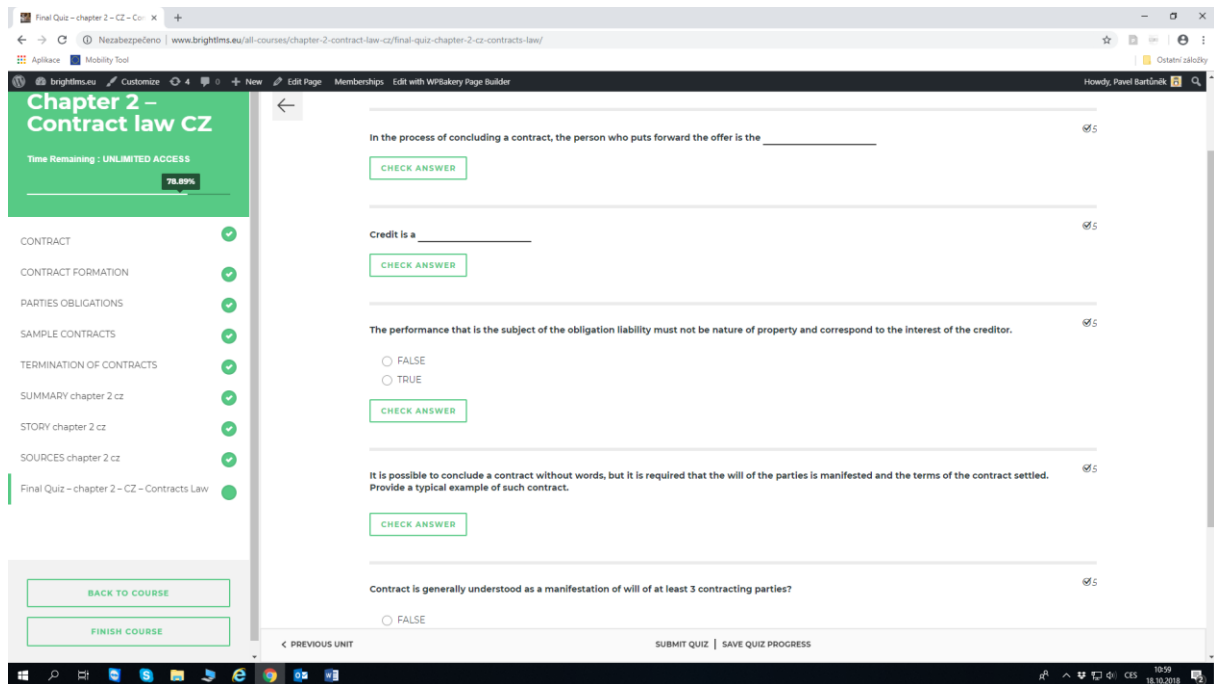 Final Quiz – chapter 2 – CZ – Con
Nezabezpečeno | www.brightlms.eu/all-courses/chapter-2-contract-law-cz/final-quiz-chapter-2-cz-contracts-law/
Aplikace Mobility Tool Ostatní záložky
brightlms.eu Customize 4 0 New Edit Page Memberships Edit with WPBakery Page Builder Howdy, Pavel Bartůněk
Chapter 2 –
Contract law CZ
Time Remaining : UNLIMITED ACCESS
78.89%
CONTRACT
CONTRACT FORMATION
PARTIES OBLIGATIONS
SAMPLE CONTRACTS
TERMINATION OF CONTRACTS
SUMMARY chapter 2 cz
STORY chapter 2 cz
SOURCES chapter 2 cz
Final Quiz – chapter 2 – CZ – Contracts Law
BACK TO COURSE
FINISH COURSE
In the process of concluding a contract, the person who puts forward the offer is the
5
CHECK ANSWER
Credit is a
5
CHECK ANSWER
The performance that is the subject of the obligation liability must not be nature of property and correspond to the interest of the creditor.
5
FALSE
TRUE
CHECK ANSWER
It is possible to conclude a contract without words, but it is required that the will of the parties is manifested and the terms of the contract settled.
5
Provide a typical example of such contract.
CHECK ANSWER
Contract is generally understood as a manifestation of will of at least 3 contracting parties?
5
FALSE
< PREVIOUS UNIT SUBMIT QUIZ | SAVE QUIZ PROGRESS
CES 10:59
18.10.2018